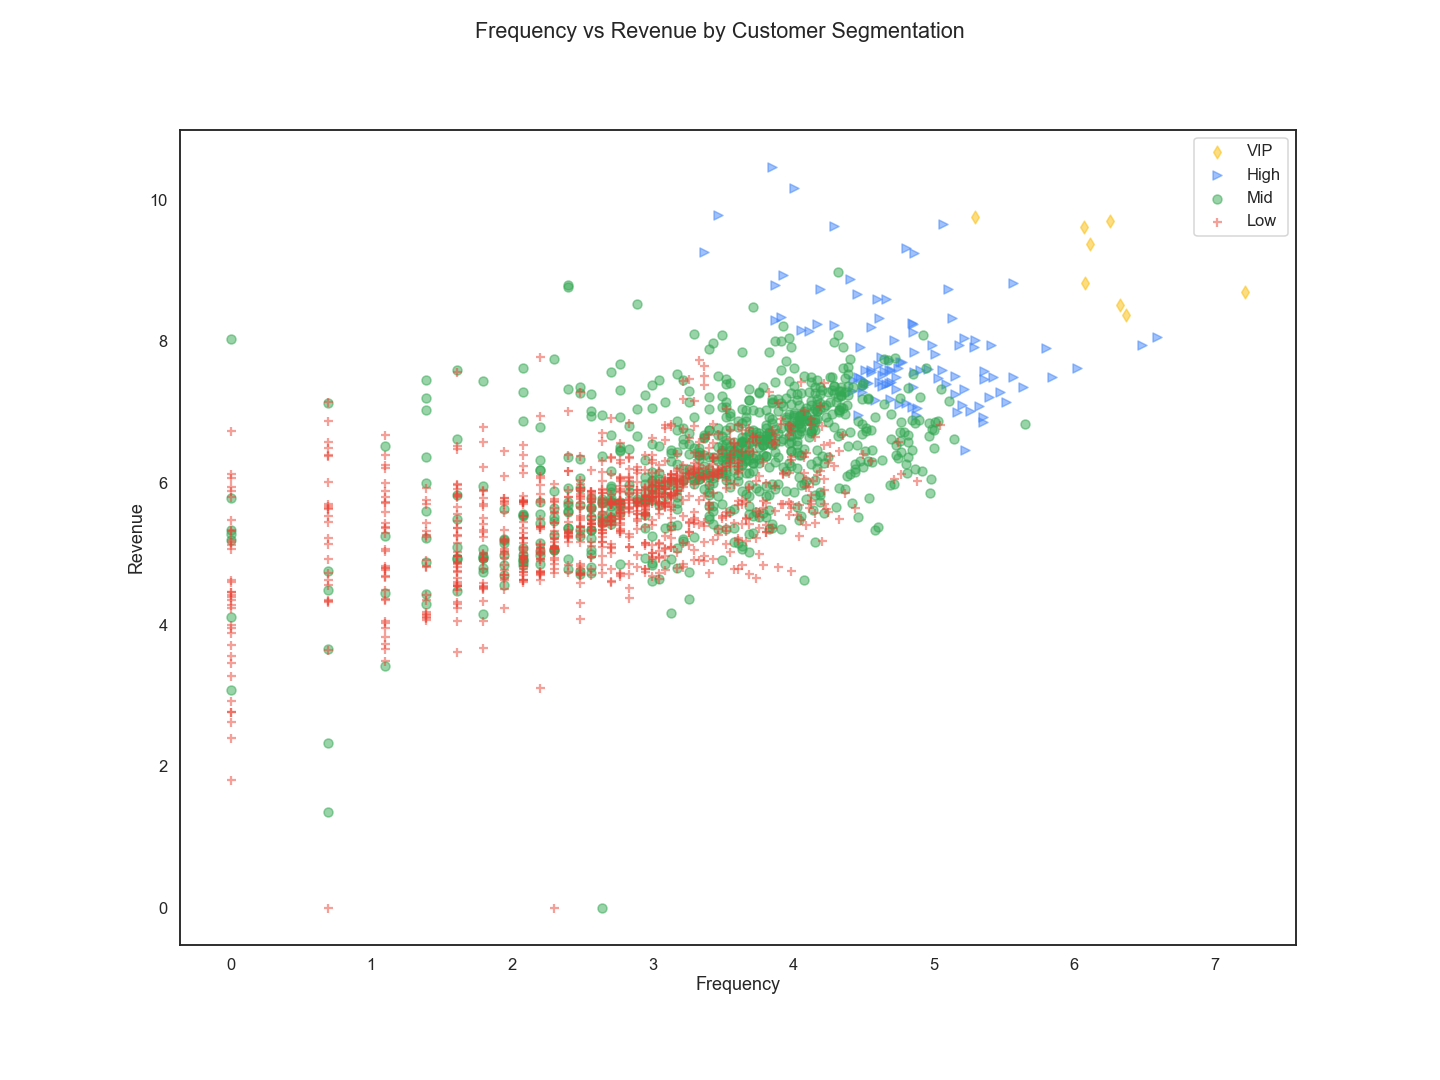 Frequency vs Revenue by Customer Segmentation
VIP
High
Mid
Low
10
8
6
4
2
0
Revenue
0 1 2 3 4 5 6 7
Frequency